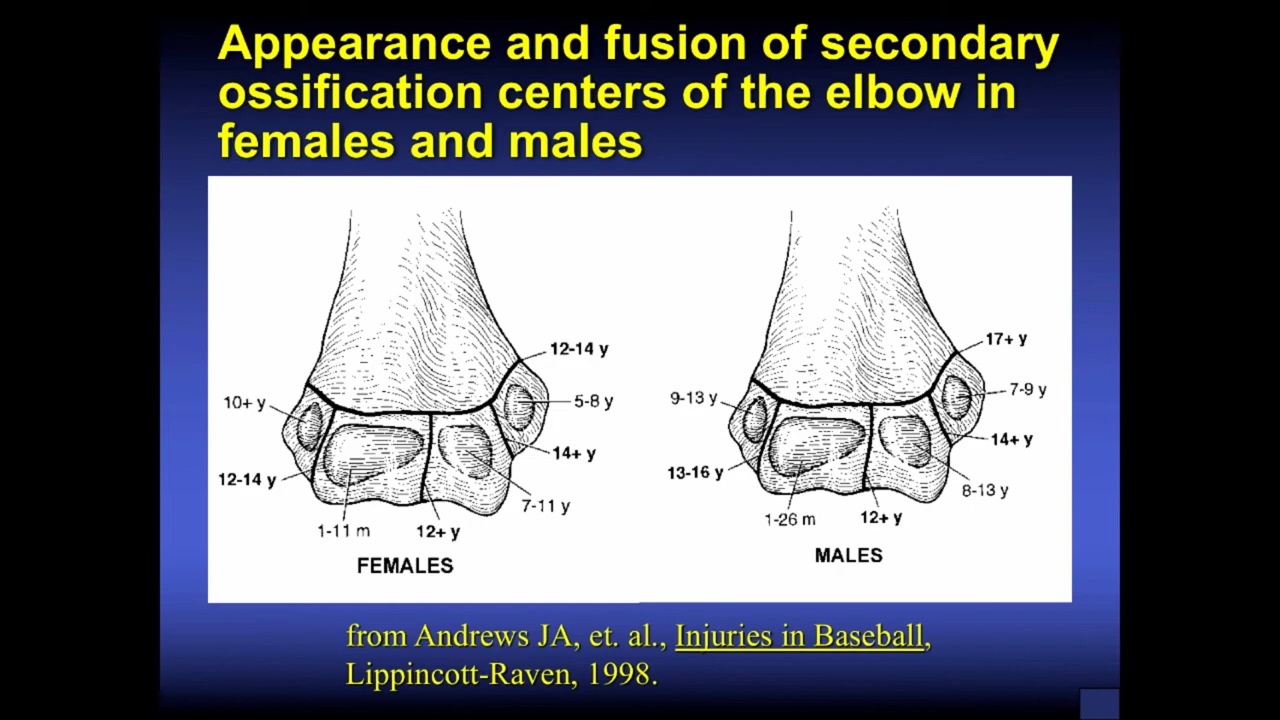 Appearance and fusion of secondary
ossification centers of the elbow in
females and males
12-14 y
10+ y
5-8 y
14+ y
12-14 y
7-11 y
1-11 m
12+ y
FEMALES
17+ y
9-13 y
7-9 y
14+ y
13-16 y
8-13 y
1-26 m
12+ y
MALES
from Andrews JA, et. al., Injuries in Baseball,
Lippincott-Raven, 1998.